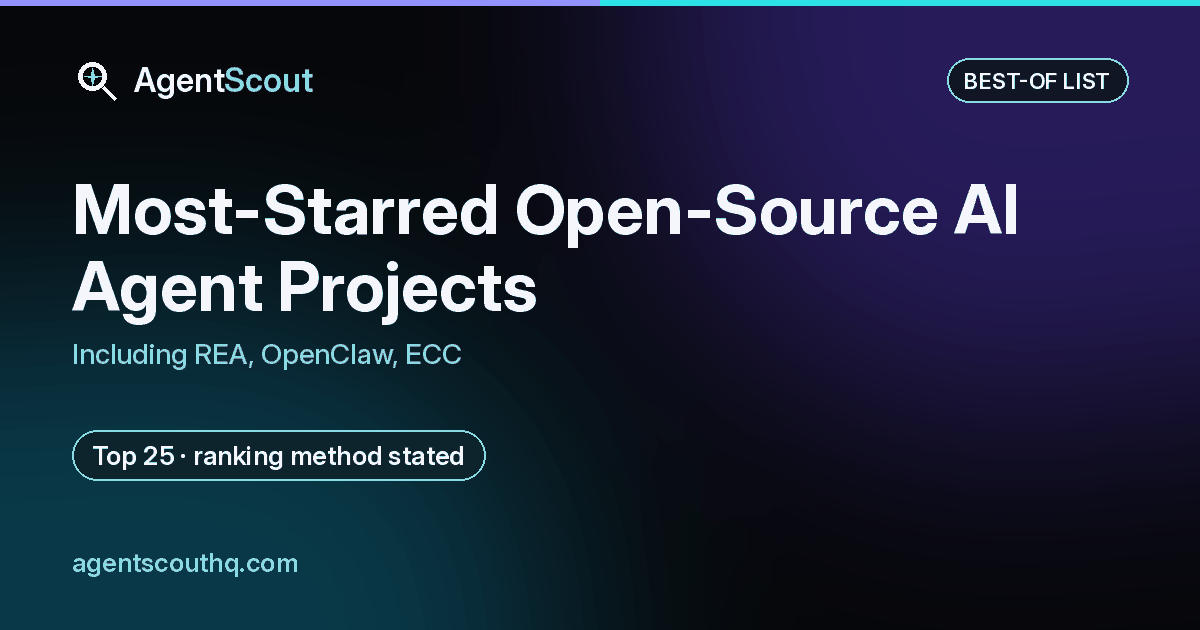 AgentScout
BEST-OF LIST
Most-Starred Open-Source AI
Agent Projects
Including REA, OpenClaw, ECC
Top 25 · ranking method stated
agentscouthq.com